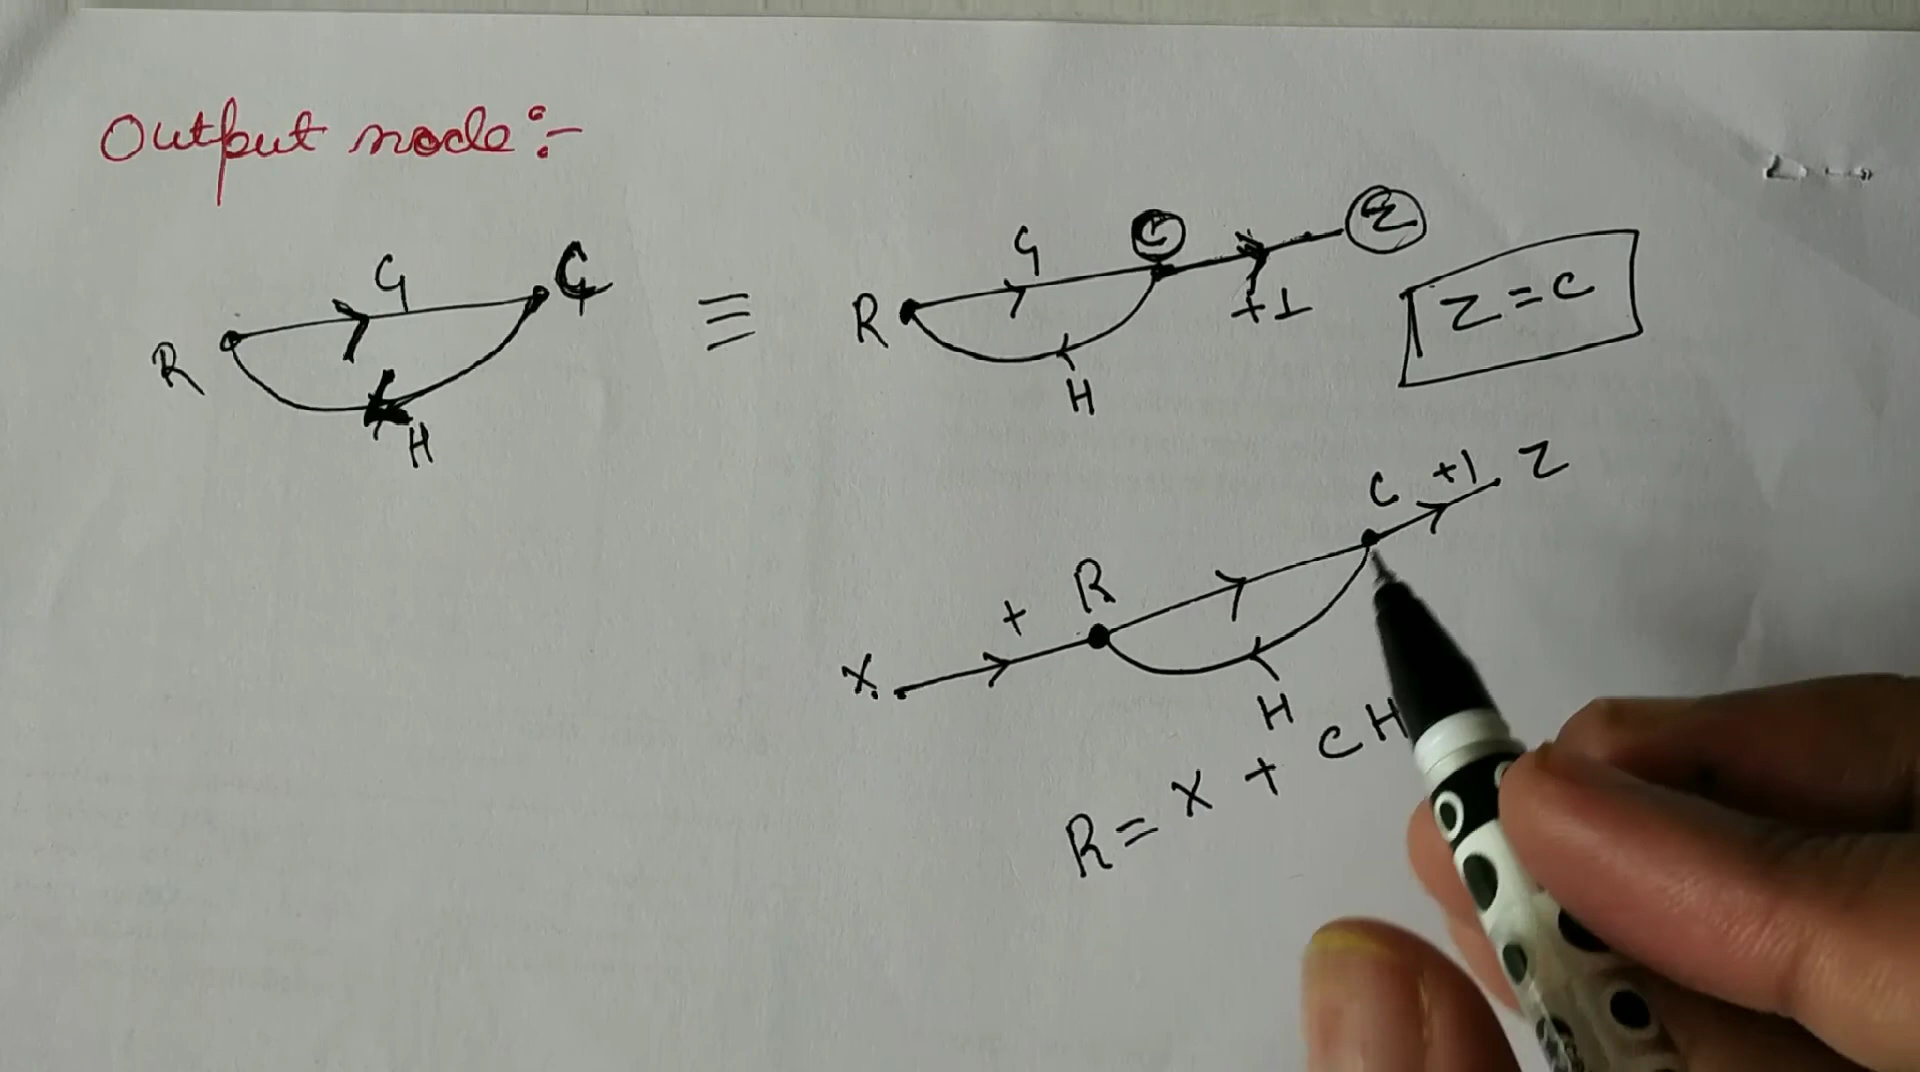 Output node:-
G C
R
H
≡
G C Z
R +1
H
Z = C
C +1 Z
R
+
X
H
R = X + CH